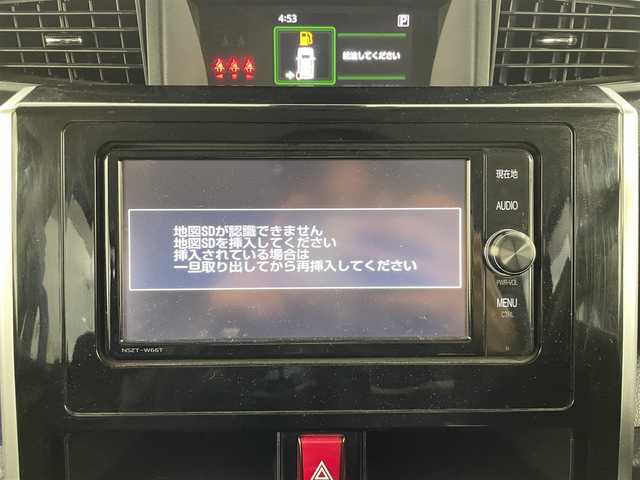 4:53
P
給油してください
現在地
AUDIO
地図SDが認識できません
地図SDを挿入してください
挿入されている場合は
一旦取り出してから再挿入してください
PWR·VOL
MENU
CTRL
NSZT-W66T